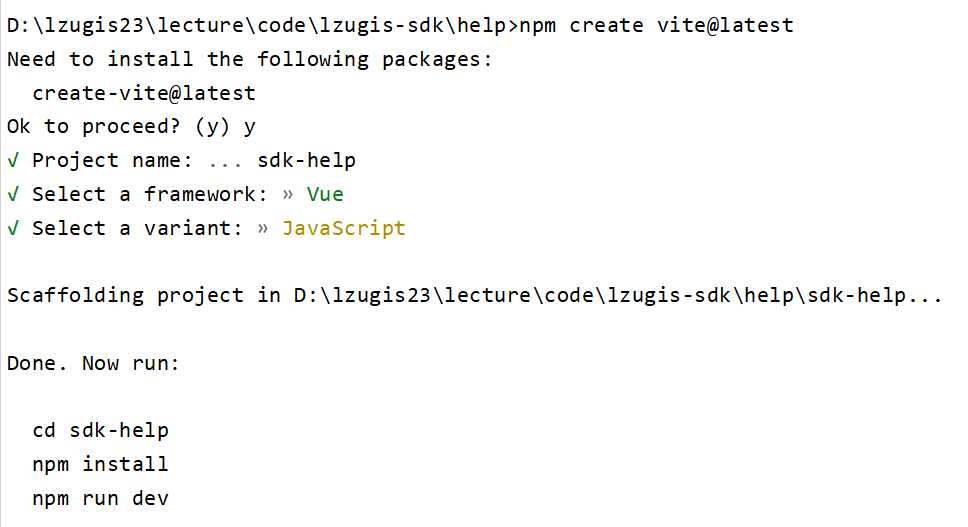 D:\lzugis23\lecture\code\lzugis-sdk\help>npm create vite@latest
Need to install the following packages:
  create-vite@latest
Ok to proceed? (y) y
√ Project name: ... sdk-help
√ Select a framework: » Vue
√ Select a variant: » JavaScript
Scaffolding project in D:\lzugis23\lecture\code\lzugis-sdk\help\sdk-help...
Done. Now run:
  cd sdk-help
  npm install
  npm run dev